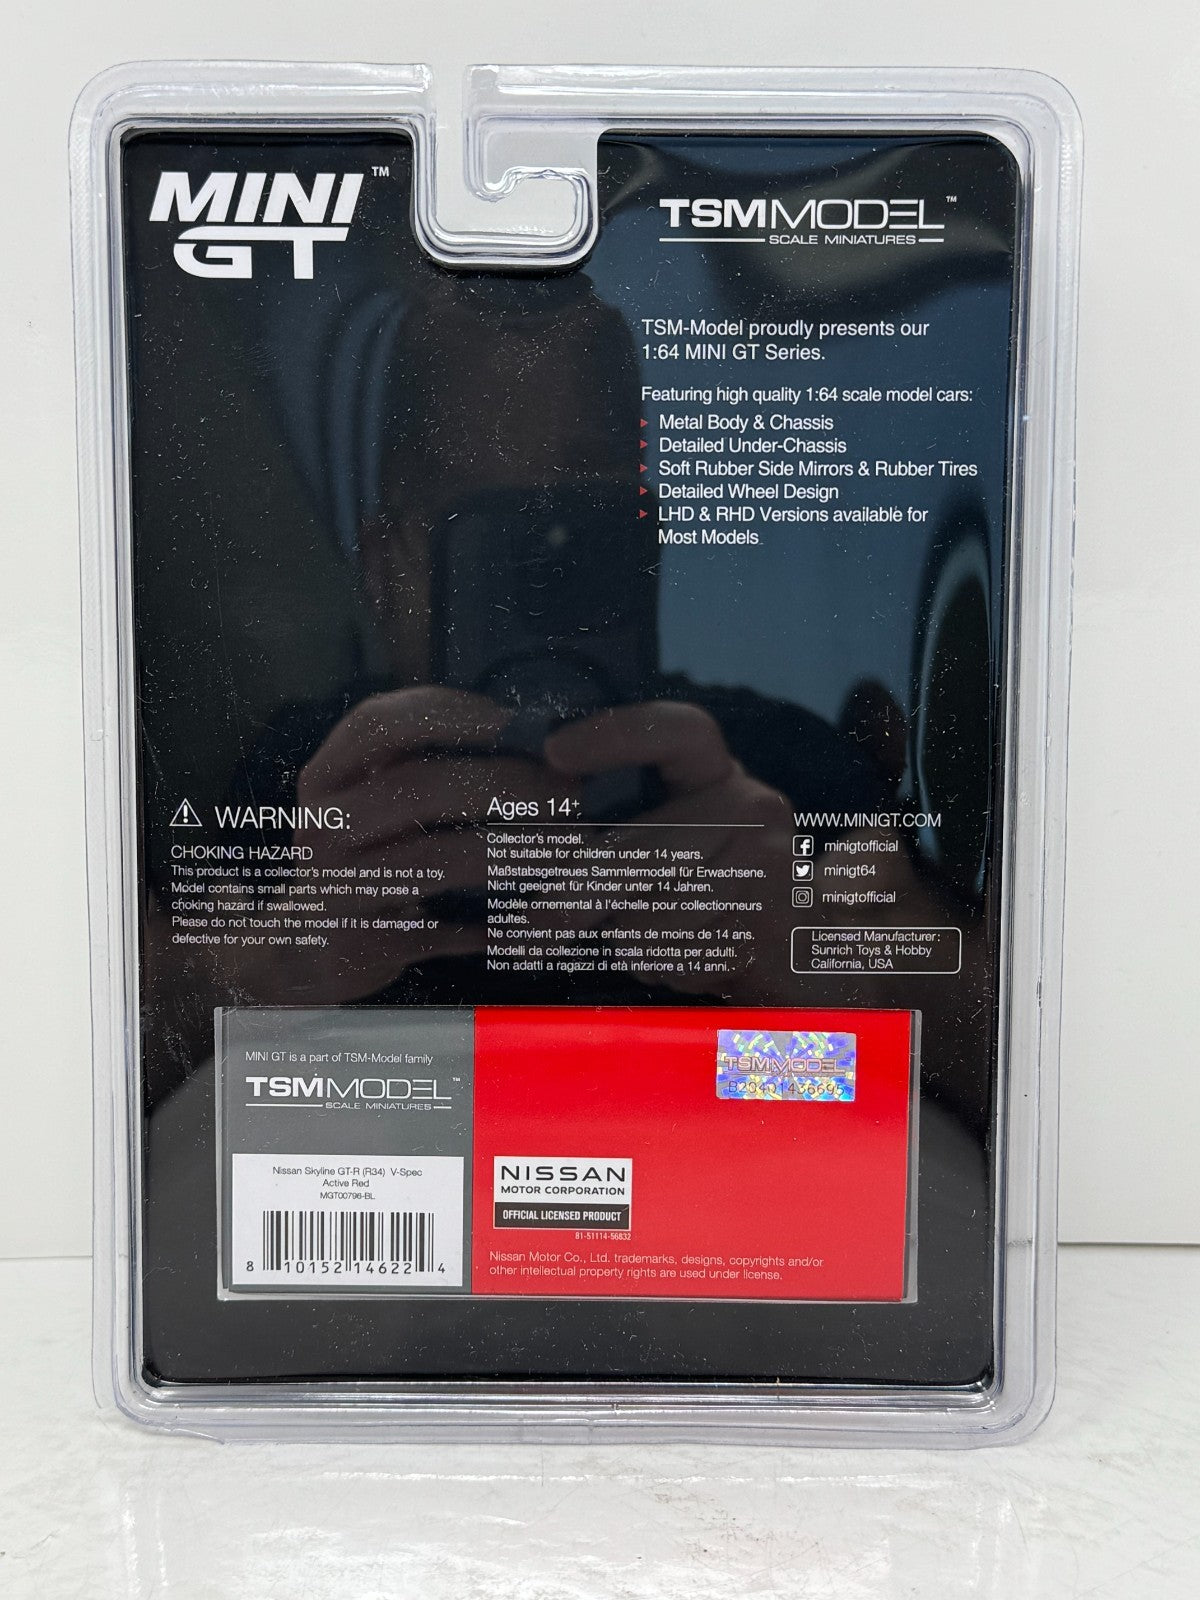 MINI GT™
TSMMODEL™
SCALE MINIATURES
TSM-Model proudly presents our
1:64 MINI GT Series.
Featuring high quality 1:64 scale model cars:
Metal Body & Chassis
Detailed Under-Chassis
Soft Rubber Side Mirrors & Rubber Tires
Detailed Wheel Design
LHD & RHD Versions available for
Most Models
WARNING:
CHOKING HAZARD
This product is a collector's model and is not a toy.
Model contains small parts which may pose a
choking hazard if swallowed.
Please do not touch the model if it is damaged or
defective for your own safety.
Ages 14+
Collector's model.
Not suitable for children under 14 years.
Maßstabsgetreues Sammlermodell für Erwachsene.
Nicht geeignet für Kinder unter 14 Jahren.
Modèle ornemental à l'échelle pour collectionneurs
adultes.
Ne convient pas aux enfants de moins de 14 ans.
Modelli da collezione in scala ridotta per adulti.
Non adatti a ragazzi di età inferiore a 14 anni.
WWW.MINIGT.COM
minigtofficial
minigt64
minigtofficial
Licensed Manufacturer:
Sunrich Toys & Hobby
California, USA
MINI GT is a part of TSM-Model family
TSMMODEL™
SCALE MINIATURES
Nissan Skyline GT-R (R34) V-Spec
Active Red
MGT00796-BL
8 10152 14622 4
TSMMODEL
B20401436695
NISSAN
MOTOR CORPORATION
OFFICIAL LICENSED PRODUCT
81-51114-56832
Nissan Motor Co., Ltd. trademarks, designs, copyrights and/or
other intellectual property rights are used under license.